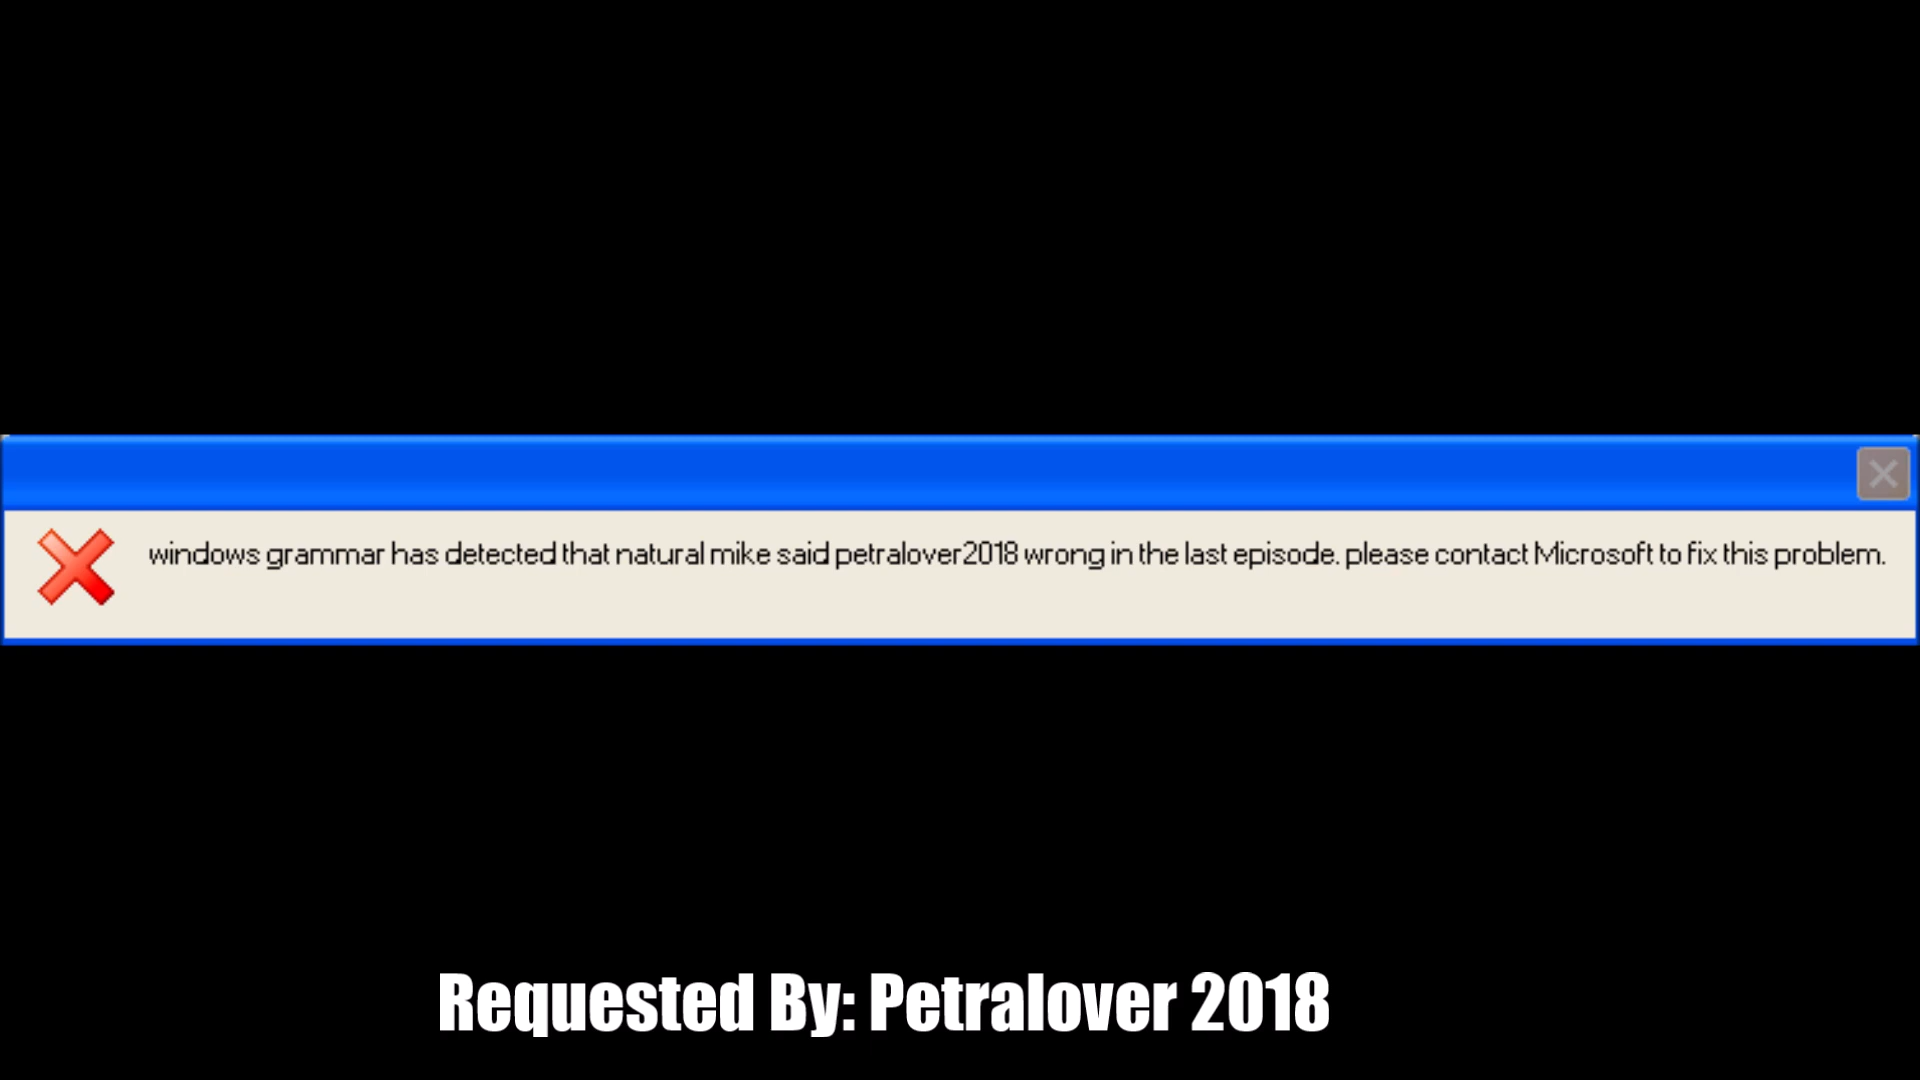 windows grammar has detected that natural mike said petralover2018 wrong in the last episode. please contact Microsoft to fix this problem.
Requested By: Petralover 2018